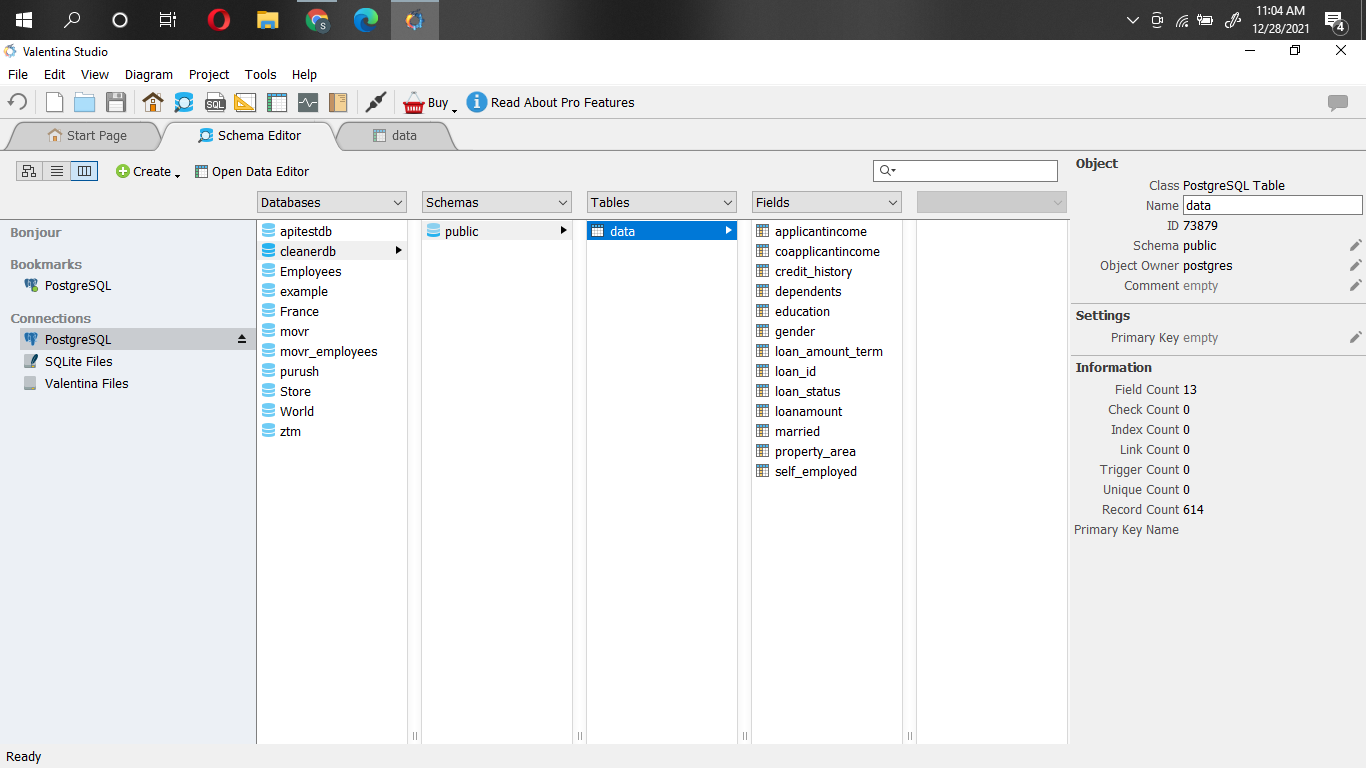 11:04 AM
12/28/2021
4
S
Valentina Studio
File Edit View Diagram Project Tools Help
SQL
Buy
Read About Pro Features
Start Page
Schema Editor
data
Create
Open Data Editor
Databases
Schemas
Tables
Fields
Bonjour
Bookmarks
PostgreSQL
Connections
PostgreSQL
SQLite Files
Valentina Files
apitestdb
cleanerdb
Employees
example
France
movr
movr_employees
purush
Store
World
ztm
public
data
applicantincome
coapplicantincome
credit_history
dependents
education
gender
loan_amount_term
loan_id
loan_status
loanamount
married
property_area
self_employed
Object
Class PostgreSQL Table
Name data
ID 73879
Schema public
Object Owner postgres
Comment empty
Settings
Primary Key empty
Information
Field Count 13
Check Count 0
Index Count 0
Link Count 0
Trigger Count 0
Unique Count 0
Record Count 614
Primary Key Name
Ready